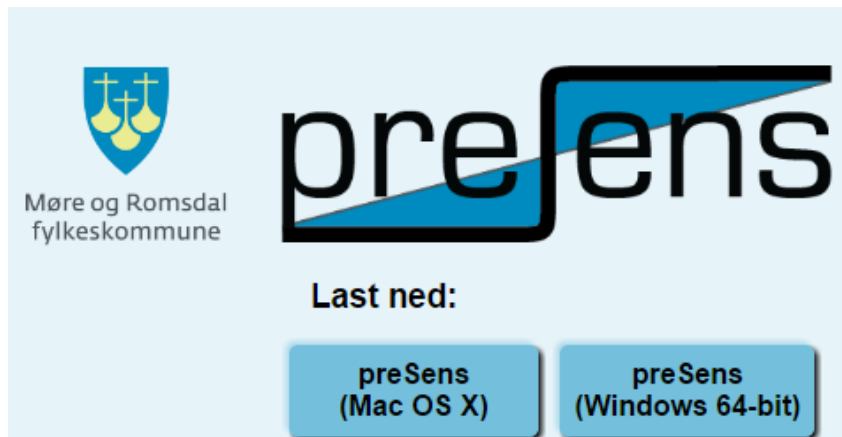 preSens
Møre og Romsdal
fylkeskommune
Last ned:
preSens
(Mac OS X)
preSens
(Windows 64-bit)